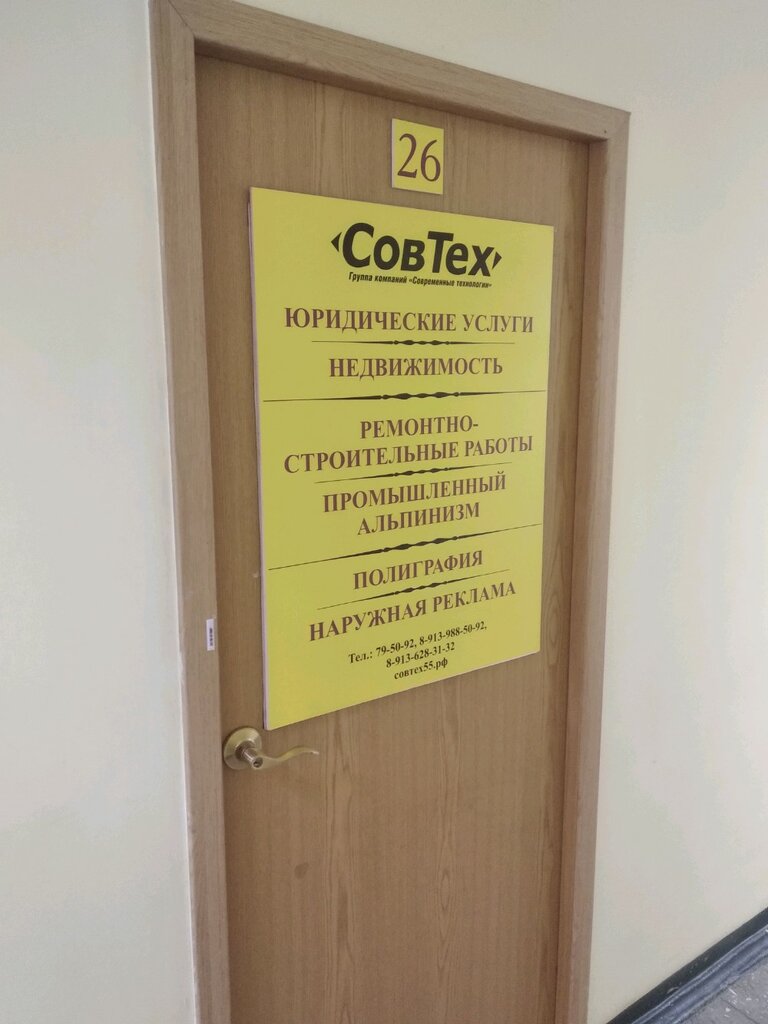 26
СовТех
Группа компаний «Современные технологии»
ЮРИДИЧЕСКИЕ УСЛУГИ
НЕДВИЖИМОСТЬ
РЕМОНТНО-
СТРОИТЕЛЬНЫЕ РАБОТЫ
ПРОМЫШЛЕННЫЙ
АЛЬПИНИЗМ
ПОЛИГРАФИЯ
НАРУЖНАЯ РЕКЛАМА
Тел.: 79-50-92, 8-913-988-50-92,
8-913-628-31-32
совтех55.рф